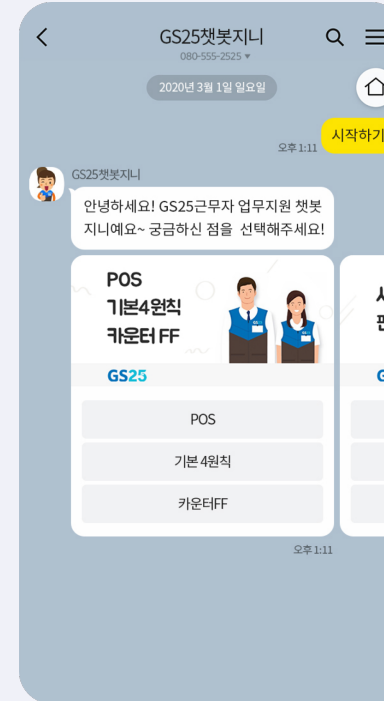 GS25챗봇지니
080-555-2525 ▾
2020년 3월 1일 일요일
시작하기
오후 1:11
GS25챗봇지니
안녕하세요! GS25근무자 업무지원 챗봇
지니예요~ 궁금하신 점을 선택해주세요!
POS
기본4원칙
카운터 FF
GS25
POS
기본 4원칙
카운터FF
오후 1:11